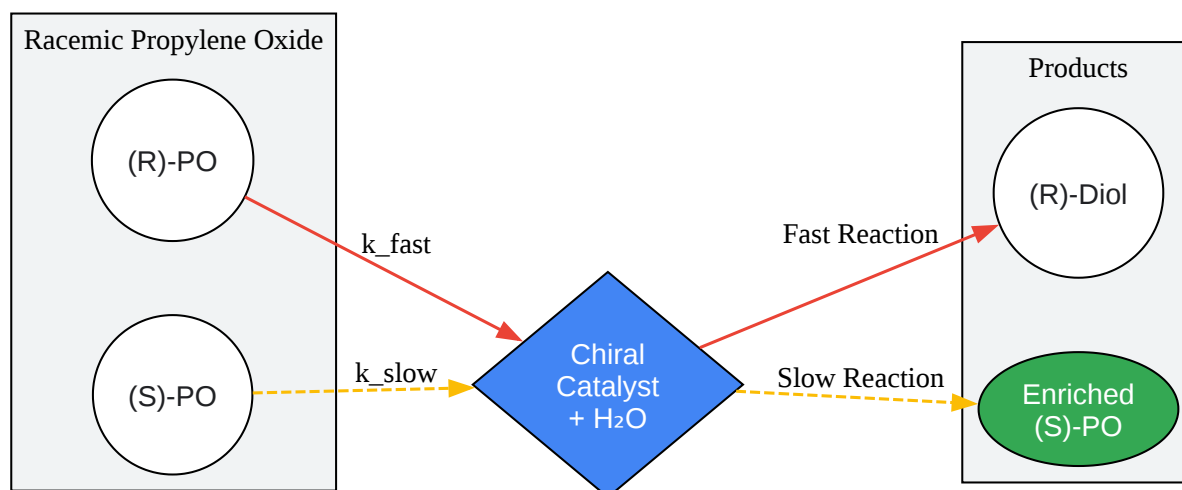 Racemic Propylene Oxide
(R)-PO
(S)-PO
k_fast
k_slow
Chiral
Catalyst
+ H₂O
Fast Reaction
Slow Reaction
Products
(R)-Diol
Enriched
(S)-PO